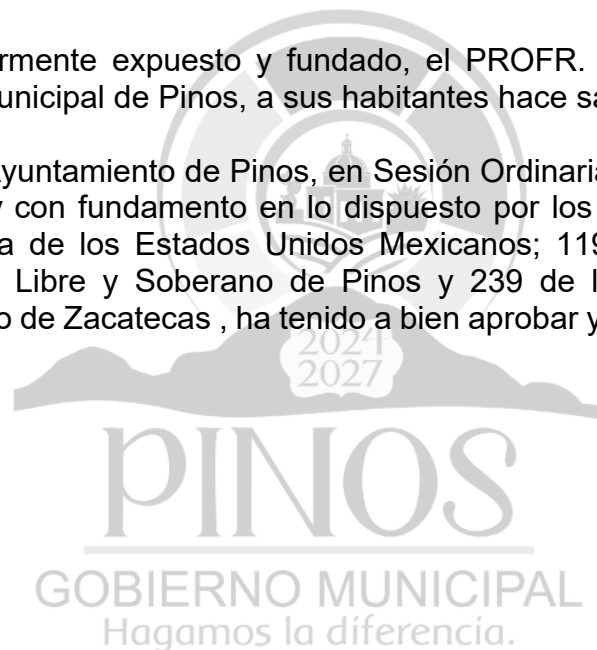 rmente expuesto y fundado, el PROFR.
unicipal de Pinos, a sus habitantes hace sa
yuntamiento de Pinos, en Sesión Ordinaria
y con fundamento en lo dispuesto por los
a de los Estados Unidos Mexicanos; 119
Libre y Soberano de Pinos y 239 de l
o de Zacatecas , ha tenido a bien aprobar y
2024
2027
PINOS
GOBIERNO MUNICIPAL
Hagamos la diferencia.